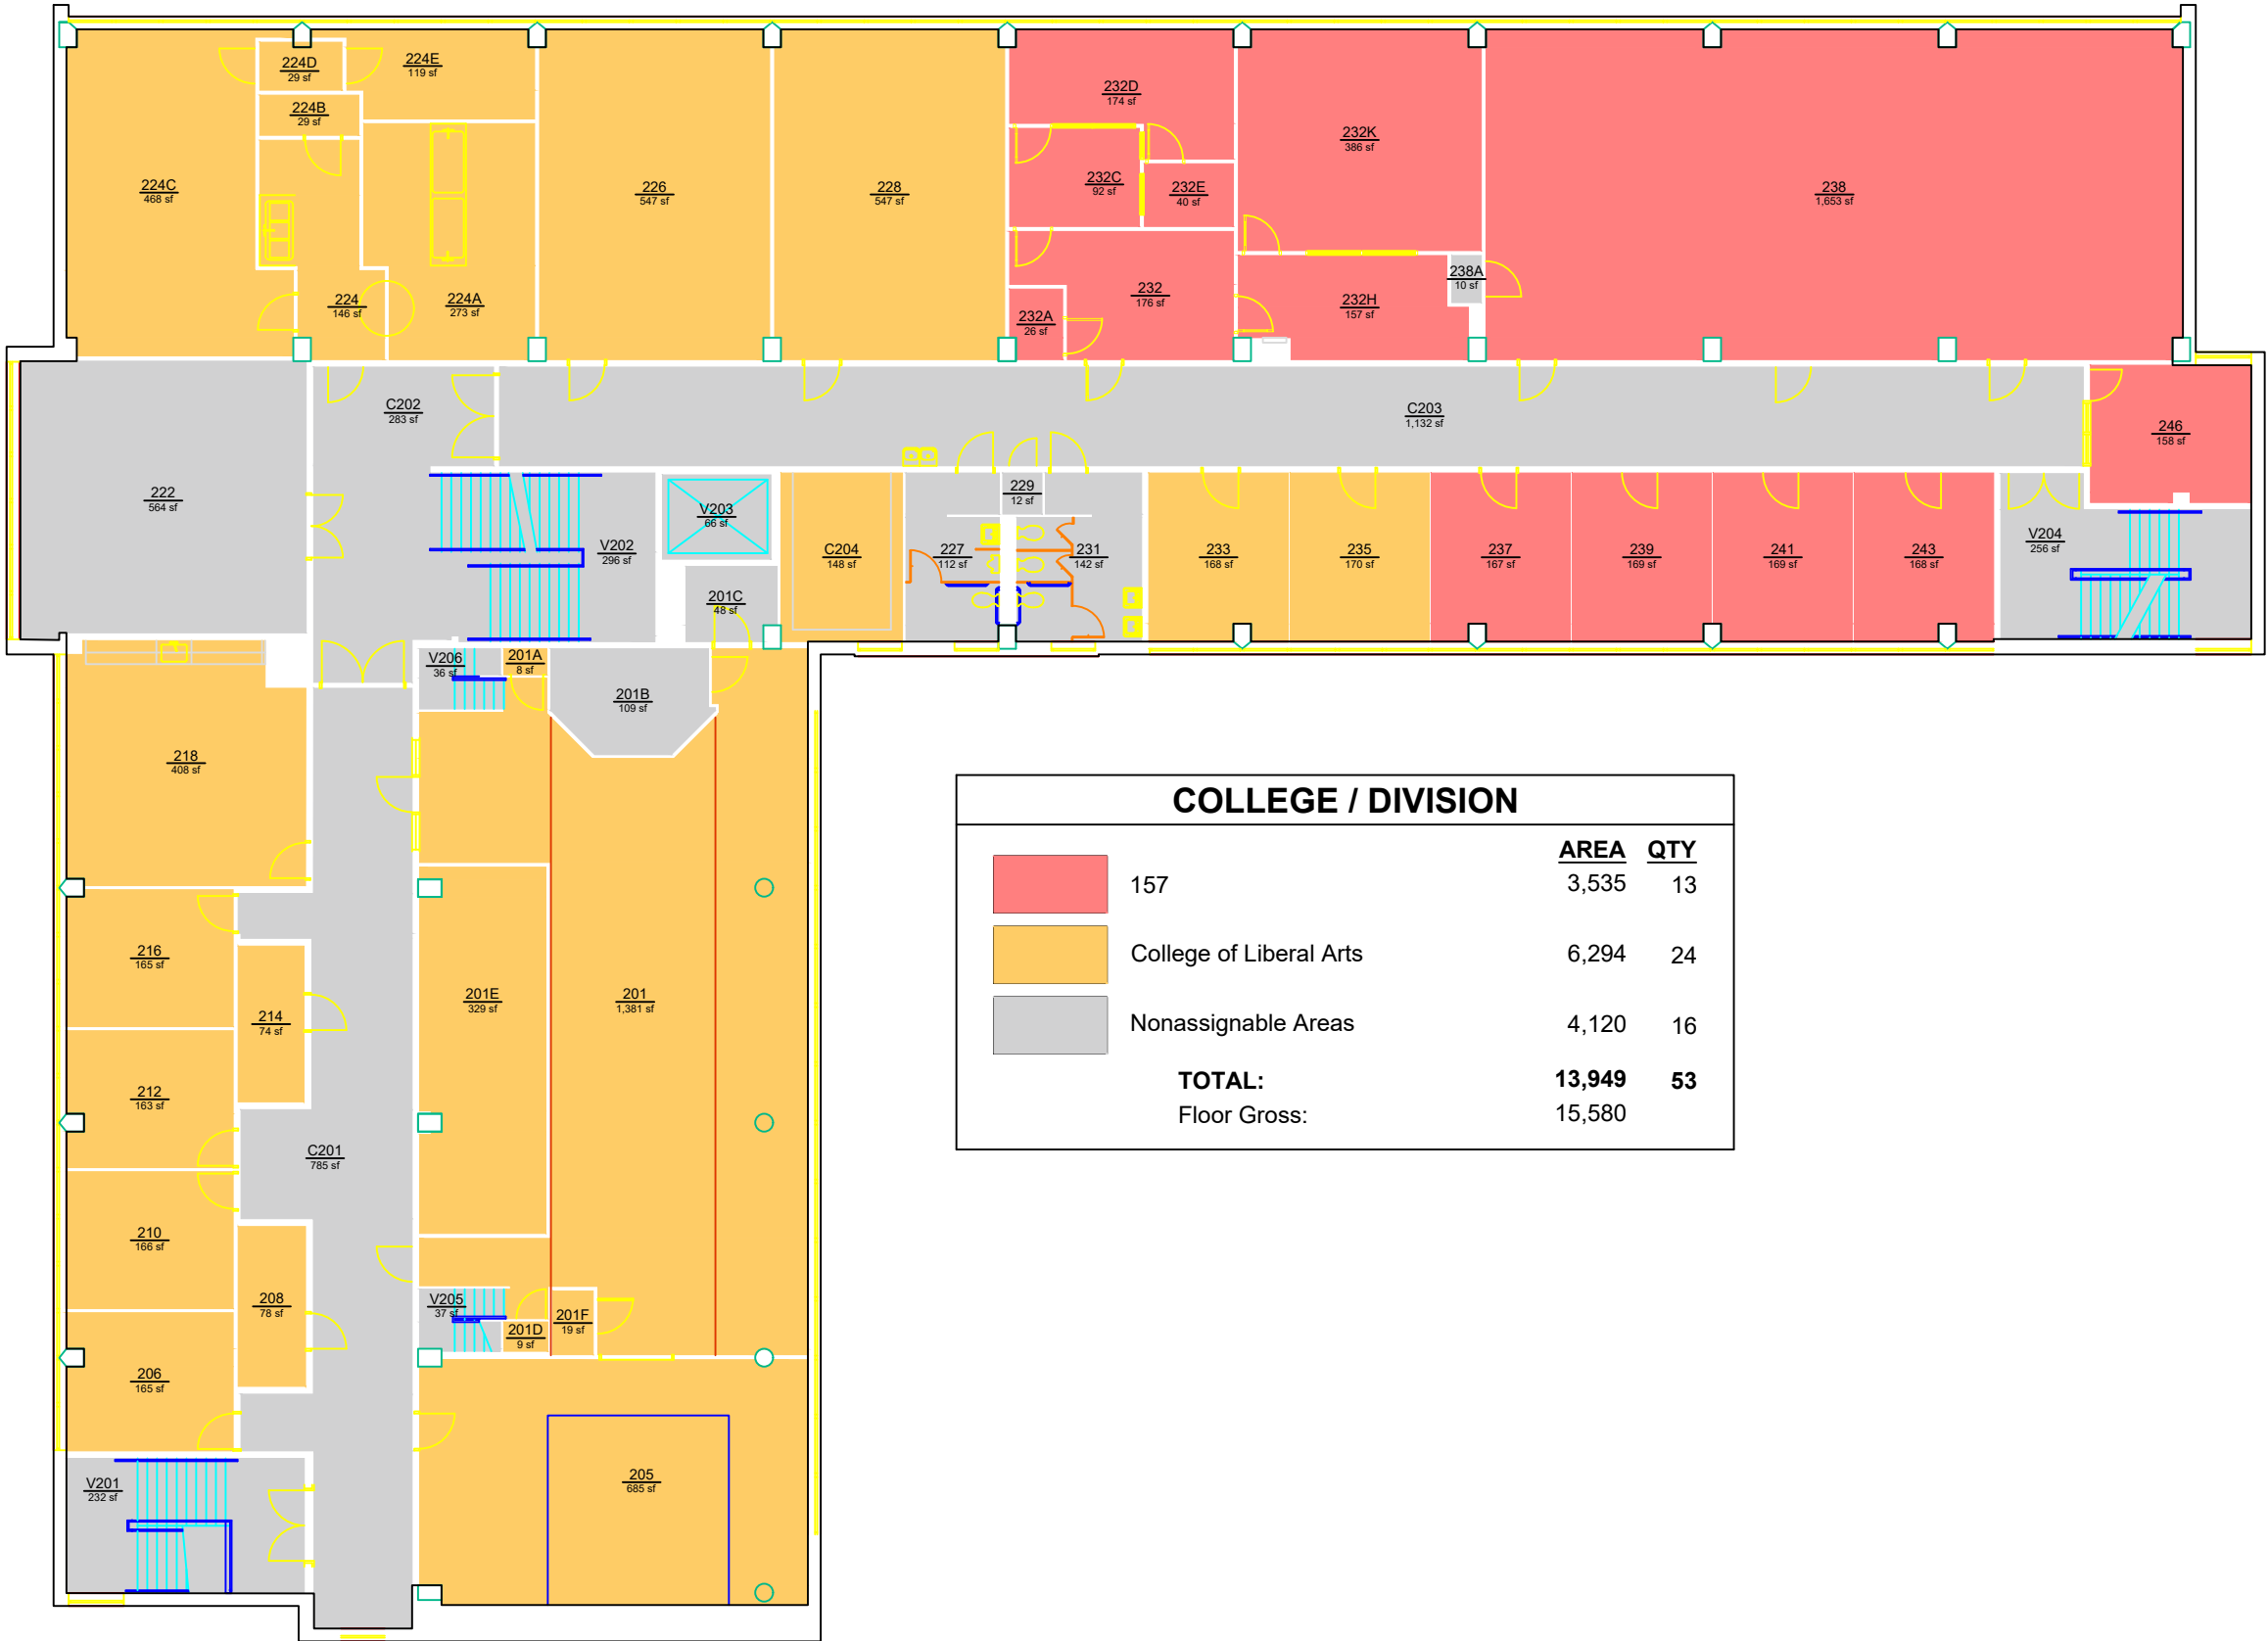 224D
29 sf
224E
119 sf
224B
29 sf
224C
468 sf
226
547 sf
228
547 sf
224
146 sf
224A
273 sf
232D
174 sf
232C
92 sf
232E
40 sf
232K
386 sf
238
1,653 sf
232
176 sf
232A
26 sf
232H
157 sf
238A
10 sf
C202
283 sf
C203
1,132 sf
246
158 sf
222
564 sf
V202
296 sf
V203
66 sf
C204
148 sf
229
12 sf
227
112 sf
231
142 sf
233
168 sf
235
170 sf
237
167 sf
239
169 sf
241
169 sf
243
168 sf
V204
256 sf
201C
48 sf
V206
36 sf
201A
8 sf
201B
109 sf
218
408 sf
216
165 sf
214
74 sf
201E
329 sf
201
1,381 sf
212
163 sf
C201
785 sf
210
166 sf
208
78 sf
V205
37 sf
201D
9 sf
201F
19 sf
206
165 sf
V201
232 sf
205
685 sf
COLLEGE / DIVISION
AREA QTY
157 3,535 13
College of Liberal Arts 6,294 24
Nonassignable Areas 4,120 16
TOTAL: 13,949 53
Floor Gross: 15,580